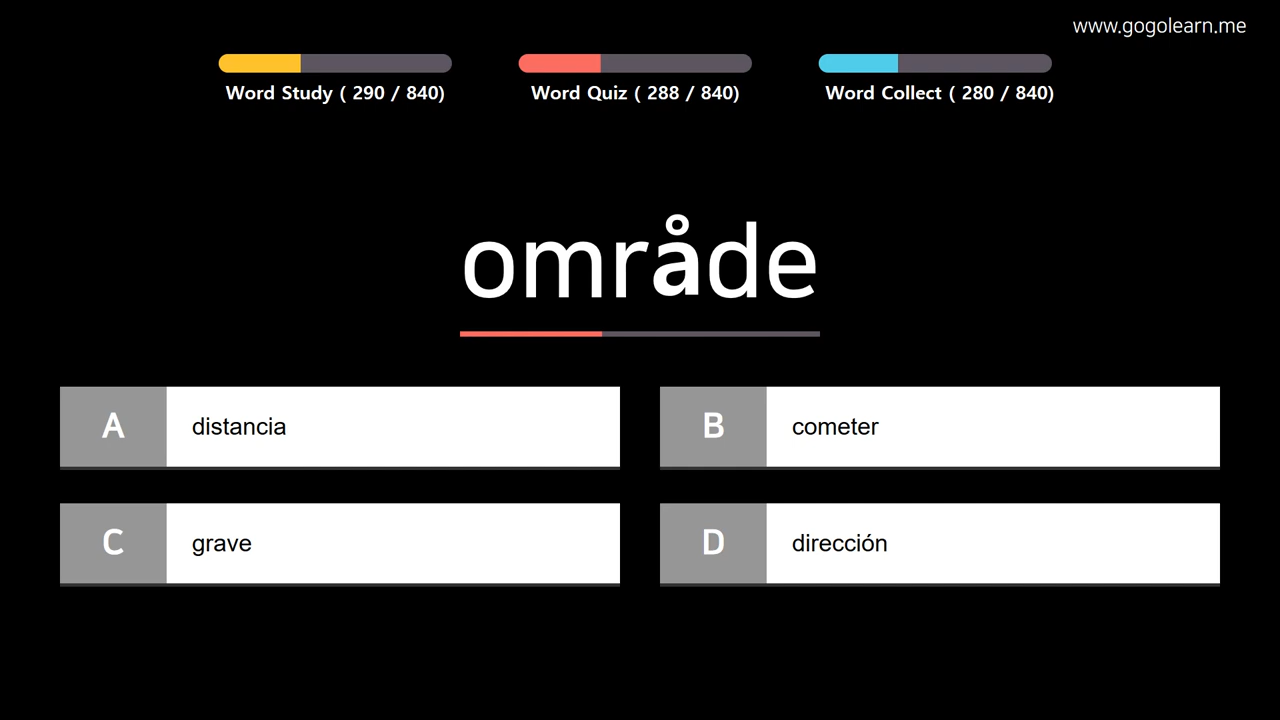 www.gogolearn.me
Word Study ( 290 / 840)
Word Quiz ( 288 / 840)
Word Collect ( 280 / 840)
område
A
distancia
B
cometer
C
grave
D
dirección